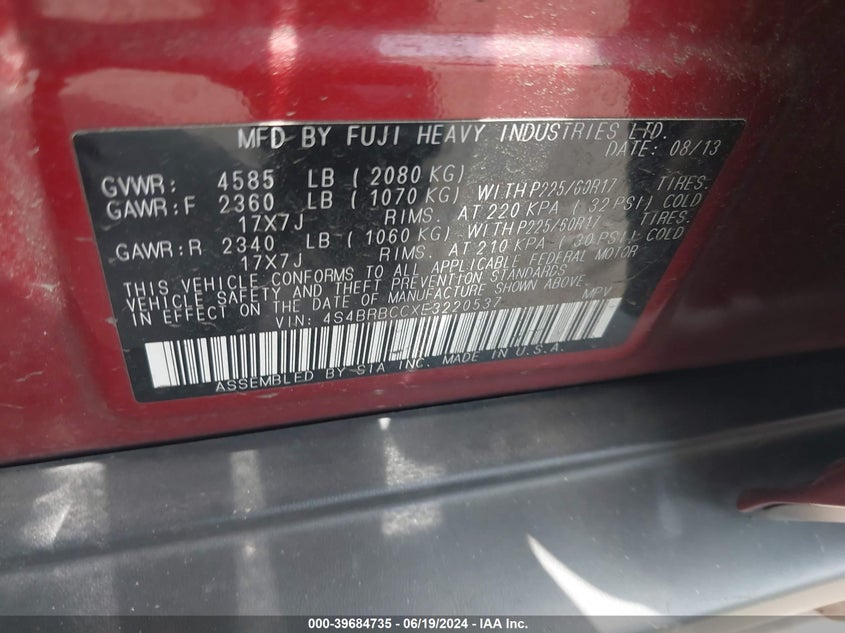 MFD BY FUJI HEAVY INDUSTRIES LTD.
DATE: 08/13
GVWR: 4585 LB (2080 KG)
GAWR:F 2360 LB (1070 KG) WITH P225/60R17 TIRES.
17X7J RIMS. AT 220 KPA (32 PSI) COLD
GAWR:R 2340 LB (1060 KG) WITH P225/60R17 TIRES.
17X7J RIMS. AT 210 KPA (30 PSI) COLD
THIS VEHICLE CONFORMS TO ALL APPLICABLE FEDERAL MOTOR
VEHICLE SAFETY AND THEFT PREVENTION STANDARDS
IN EFFECT ON THE DATE OF MANUFACTURE SHOWN ABOVE.
VIN: 4S4BRBCCXE3220537 MPV
ASSEMBLED BY SIA INC. MADE IN U.S.A.
000-39684735 - 06/19/2024 - IAA Inc.